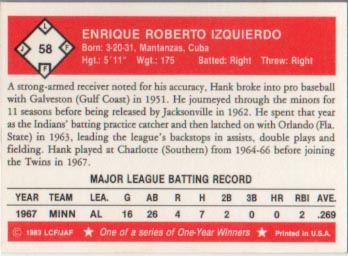 L
J 58 F
F
ENRIQUE ROBERTO IZQUIERDO
Born: 3-20-31, Mantanzas, Cuba
Hgt.: 5'11" Wgt.: 175 Batted: Right Threw: Right
A strong-armed receiver noted for his accuracy, Hank broke into pro baseball
with Galveston (Gulf Coast) in 1951. He journeyed through the minors for
11 seasons before being released by Jacksonville in 1962. He spent that year
as the Indians' batting practice catcher and then latched on with Orlando (Fla.
State) in 1963, leading the league's backstops in assists, double plays and
fielding. Hank played at Charlotte (Southern) from 1964-66 before joining
the Twins in 1967.
MAJOR LEAGUE BATTING RECORD
YEAR TEAM LEA. G AB R H 2B 3B HR RBI AVE.
1967 MINN AL 16 26 4 7 2 0 0 2 .269
© 1983 LCF/JAF ★ One of a series of One-Year Winners ★ Printed in U.S.A.